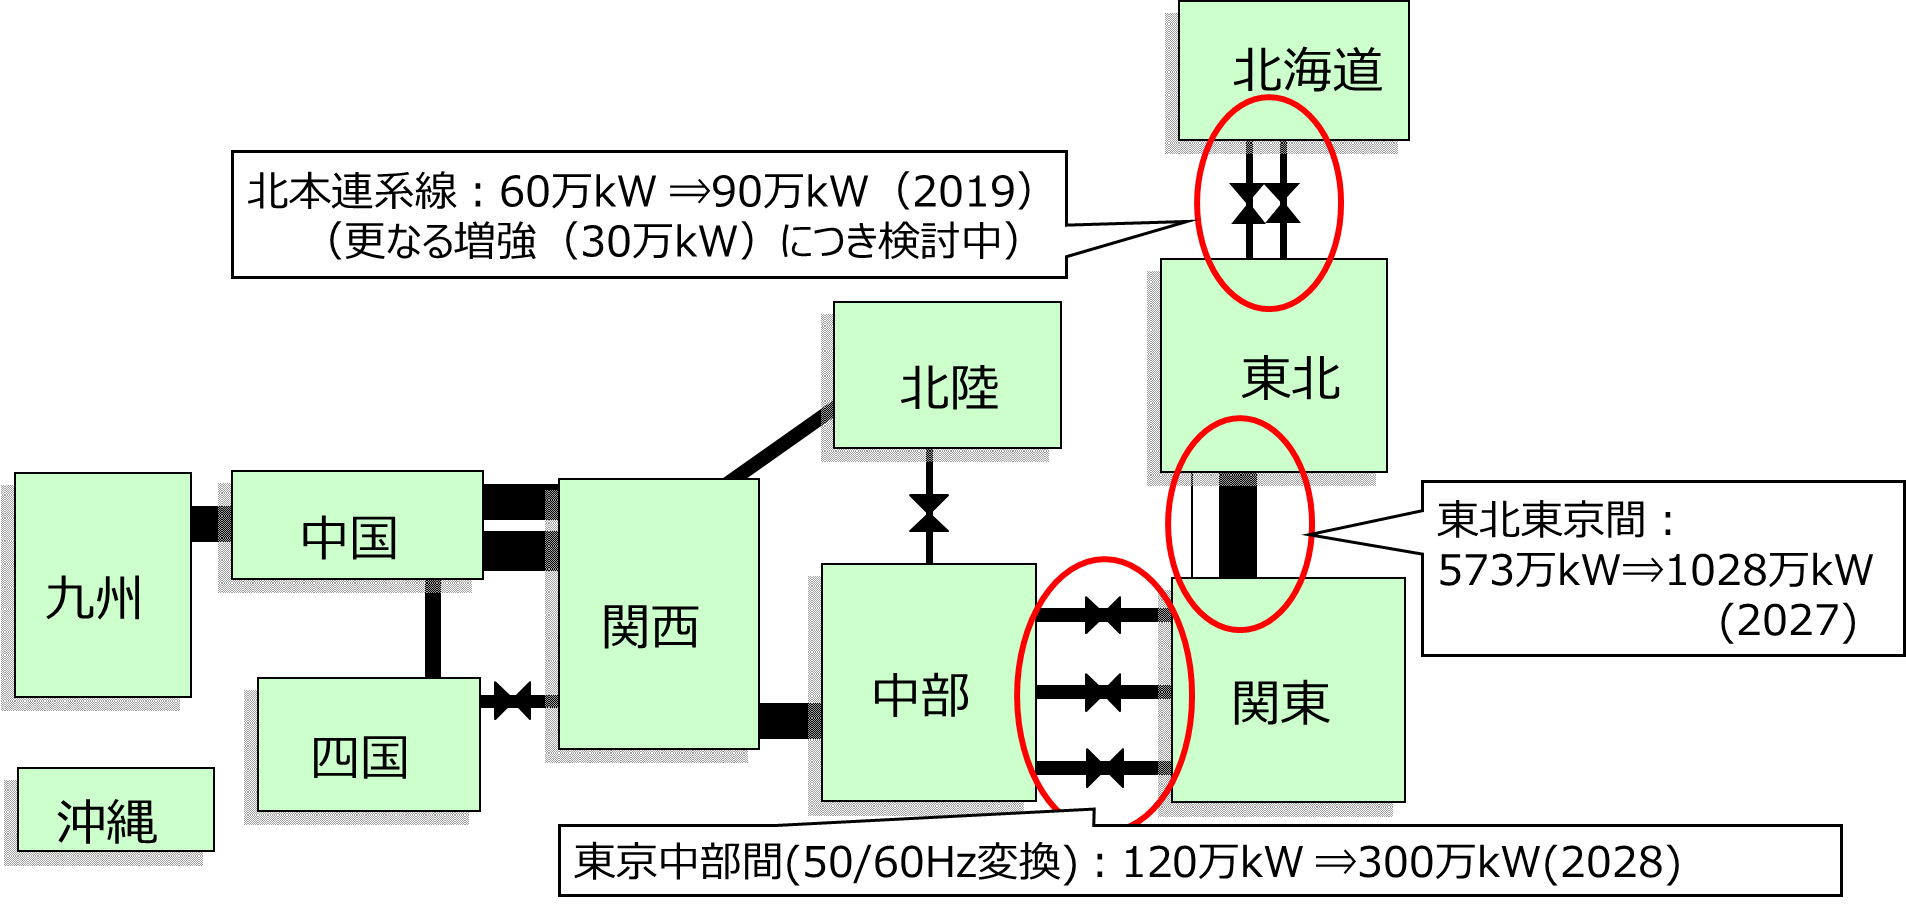 北海道
北本連系線：60万kW ⇒90万kW（2019）
（更なる増強（30万kW）につき検討中）
東北
北陸
東北東京間：
573万kW⇒1028万kW
(2027）
中国
九州
関西
中部
関東
四国
沖縄
東京中部間(50/60Hz変換)：120万kW ⇒300万kW(2028)